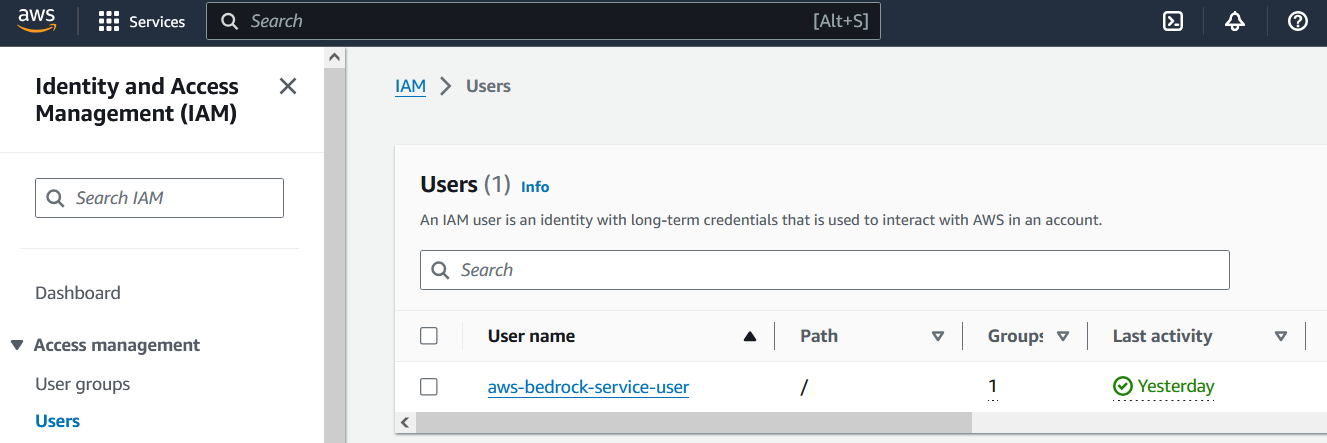 aws
Services
Search
[Alt+S]
Identity and Access
Management (IAM)
Search IAM
Dashboard
Access management
User groups
Users
IAM
Users
Users (1) Info
An IAM user is an identity with long-term credentials that is used to interact with AWS in an account.
Search
User name Path Groups Last activity
aws-bedrock-service-user / 1 Yesterday